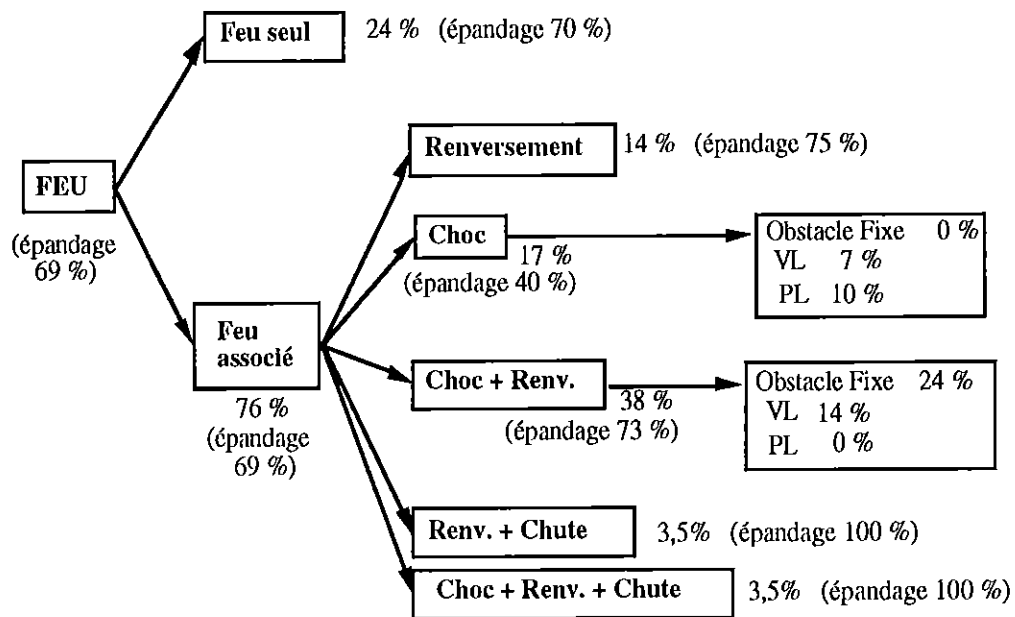 Feu seul 24 % (épandage 70 %)
Renversement 14 % (épandage 75 %)
FEU
(épandage
69 %)
Choc
17 %
(épandage 40 %)
Obstacle Fixe 0 %
VL 7 %
PL 10 %
Feu
associé
76 %
(épandage
69 %)
Choc + Renv.
38 %
(épandage 73 %)
Obstacle Fixe 24 %
VL 14 %
PL 0 %
Renv. + Chute 3,5% (épandage 100 %)
Choc + Renv. + Chute 3,5% (épandage 100 %)